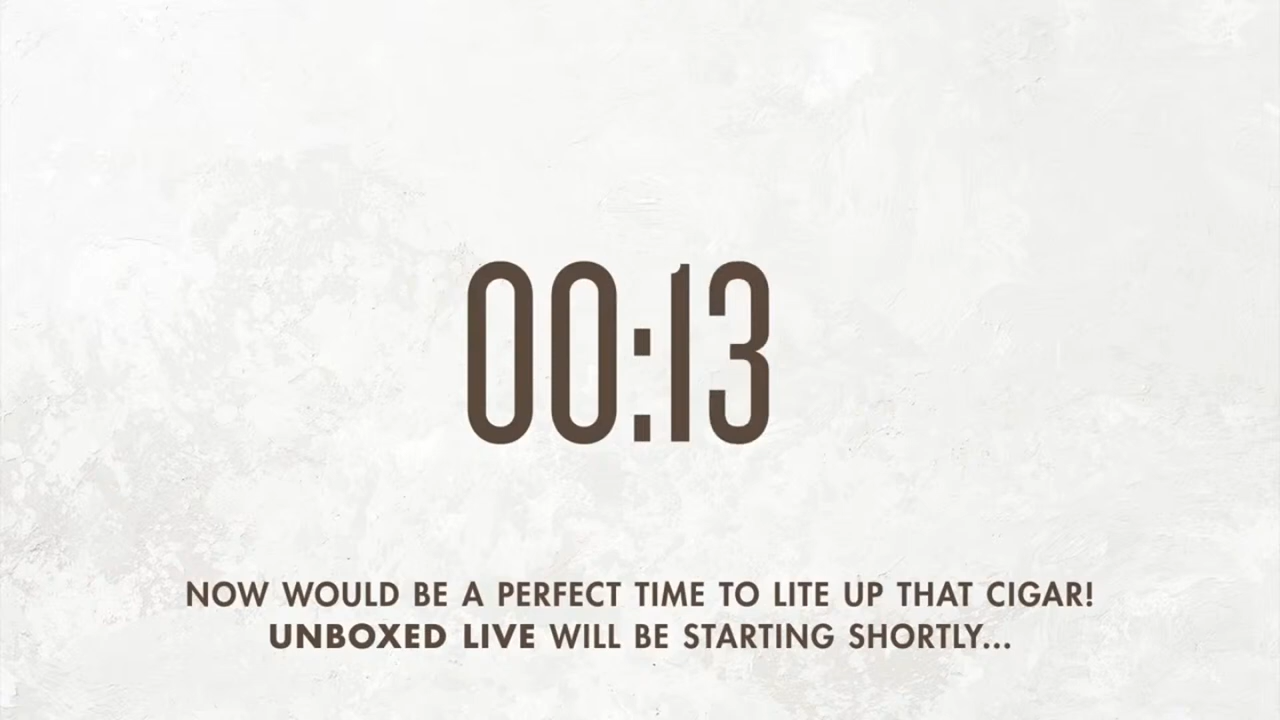 00:13
NOW WOULD BE A PERFECT TIME TO LITE UP THAT CIGAR!
UNBOXED LIVE WILL BE STARTING SHORTLY...